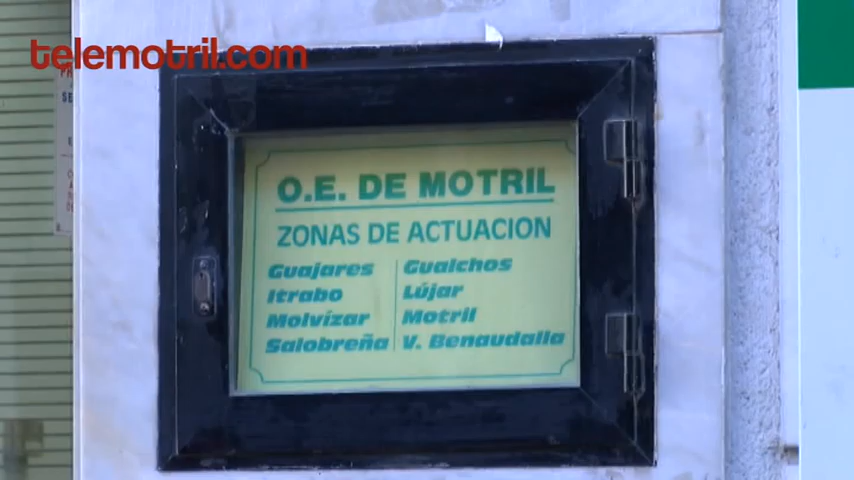 telemotril.com
O.E. DE MOTRIL
ZONAS DE ACTUACION
Guajares
Itrabo
Molvízar
Salobreña
Gualchos
Lújar
Motril
V. Benaudalla